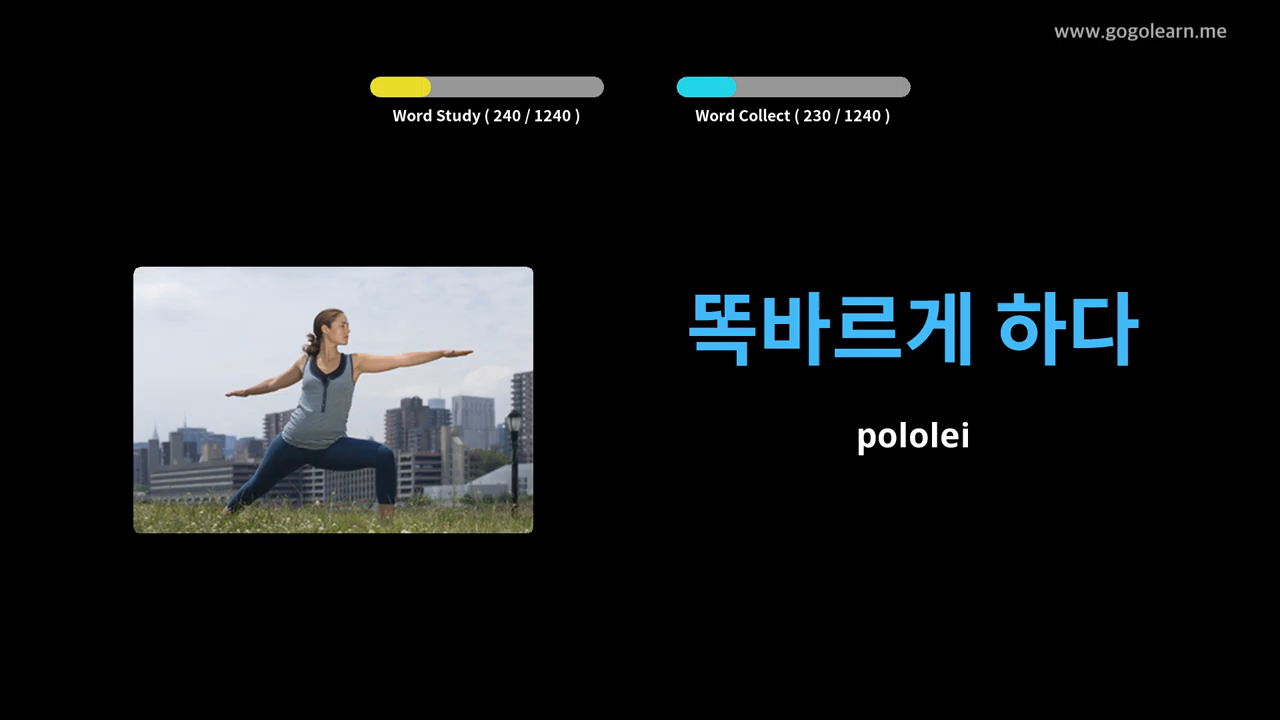 www.gogolearn.me
Word Study ( 240 / 1240 )
Word Collect ( 230 / 1240 )
똑바르게 하다
pololei